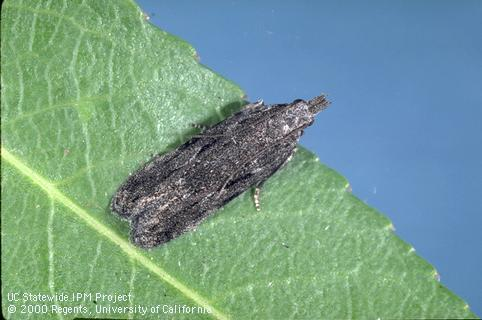 UC Statewide IPM Project
© 2000 Regents, University of California